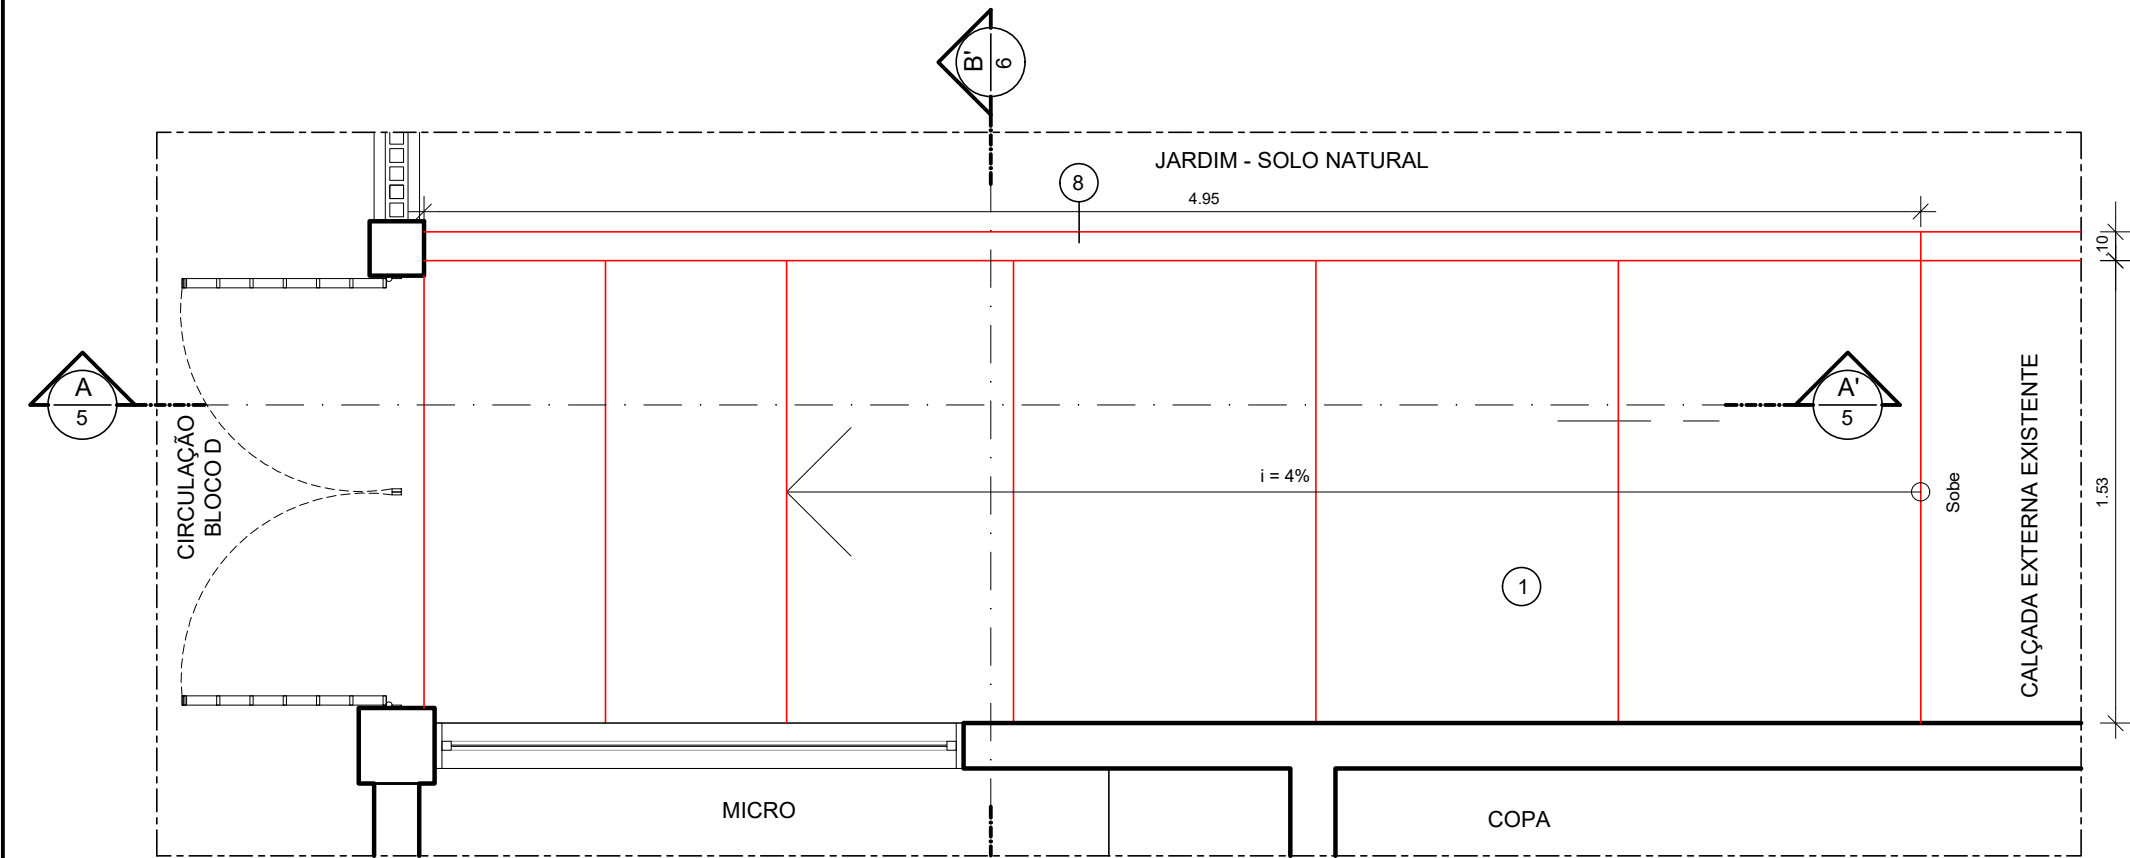 B'
6
JARDIM - SOLO NATURAL
8
4.95
.10
A
5
A'
5
CIRCULAÇÃO
BLOCO D
i = 4%
Sobe
1.53
CALÇADA EXTERNA EXISTENTE
1
MICRO
COPA